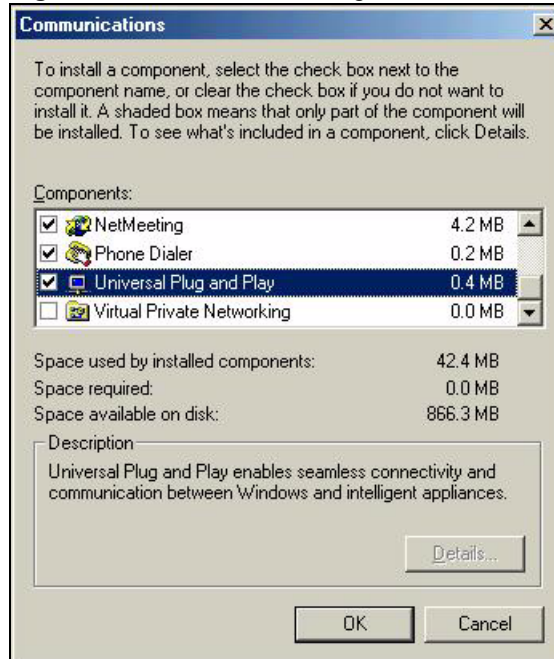 Communications
To install a component, select the check box next to the
component name, or clear the check box if you do not want to
install it. A shaded box means that only part of the component will
be installed. To see what's included in a component, click Details.
Components:
NetMeeting 4.2 MB
Phone Dialer 0.2 MB
Universal Plug and Play 0.4 MB
Virtual Private Networking 0.0 MB
Space used by installed components: 42.4 MB
Space required: 0.0 MB
Space available on disk: 866.3 MB
Description
Universal Plug and Play enables seamless connectivity and
communication between Windows and intelligent appliances.
Details...
OK Cancel